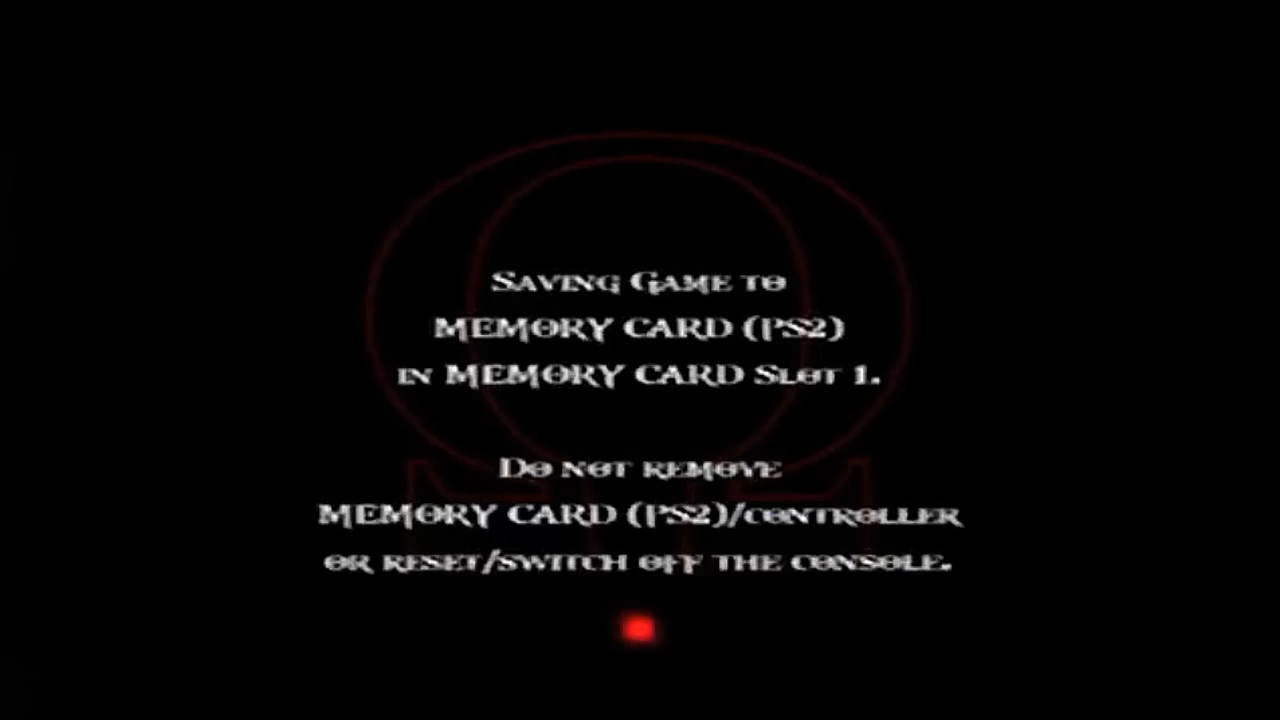 Saving Game to
MEMORY CARD (PS2)
in MEMORY CARD Slot 1.
Do not remove
MEMORY CARD (PS2)/controller
or reset/switch off the console.